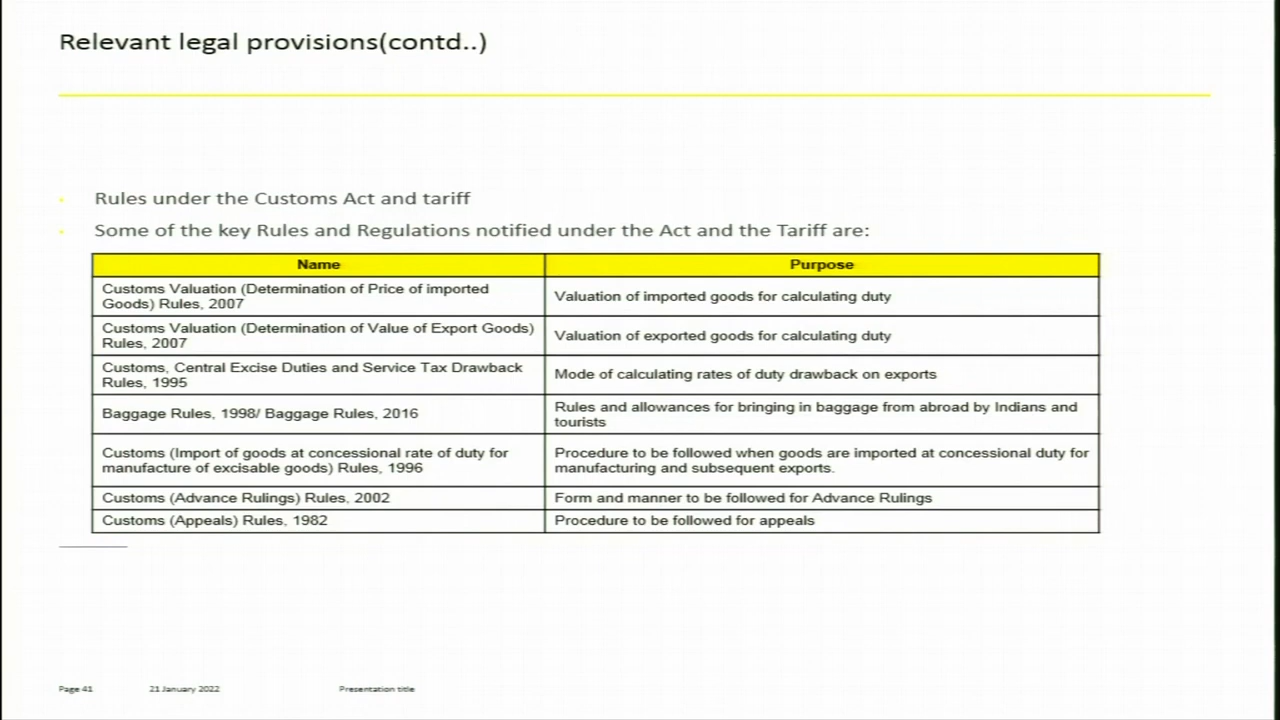 Relevant legal provisions(contd..)
Rules under the Customs Act and tariff
Some of the key Rules and Regulations notified under the Act and the Tariff are:
Name
Purpose
Customs Valuation (Determination of Price of imported
Goods) Rules, 2007
Valuation of imported goods for calculating duty
Customs Valuation (Determination of Value of Export Goods)
Rules, 2007
Valuation of exported goods for calculating duty
Customs, Central Excise Duties and Service Tax Drawback
Rules, 1995
Mode of calculating rates of duty drawback on exports
Baggage Rules, 1998/ Baggage Rules, 2016
Rules and allowances for bringing in baggage from abroad by Indians and
tourists
Customs (Import of goods at concessional rate of duty for
manufacture of excisable goods) Rules, 1996
Procedure to be followed when goods are imported at concessional duty for
manufacturing and subsequent exports.
Customs (Advance Rulings) Rules, 2002
Form and manner to be followed for Advance Rulings
Customs (Appeals) Rules, 1982
Procedure to be followed for appeals
Page 41
21 January 2022
Presentation title